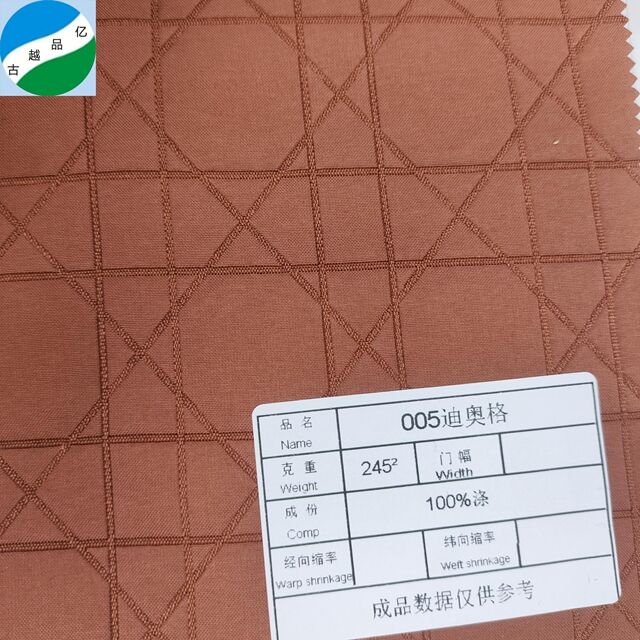 古越品亿
品名 005迪奥格
Name
克重 245² 门幅
Weight Width
成份 100%涤
Comp
经向缩率 纬向缩率
Warp shrinkage Weft shrinkage
成品数据仅供参考